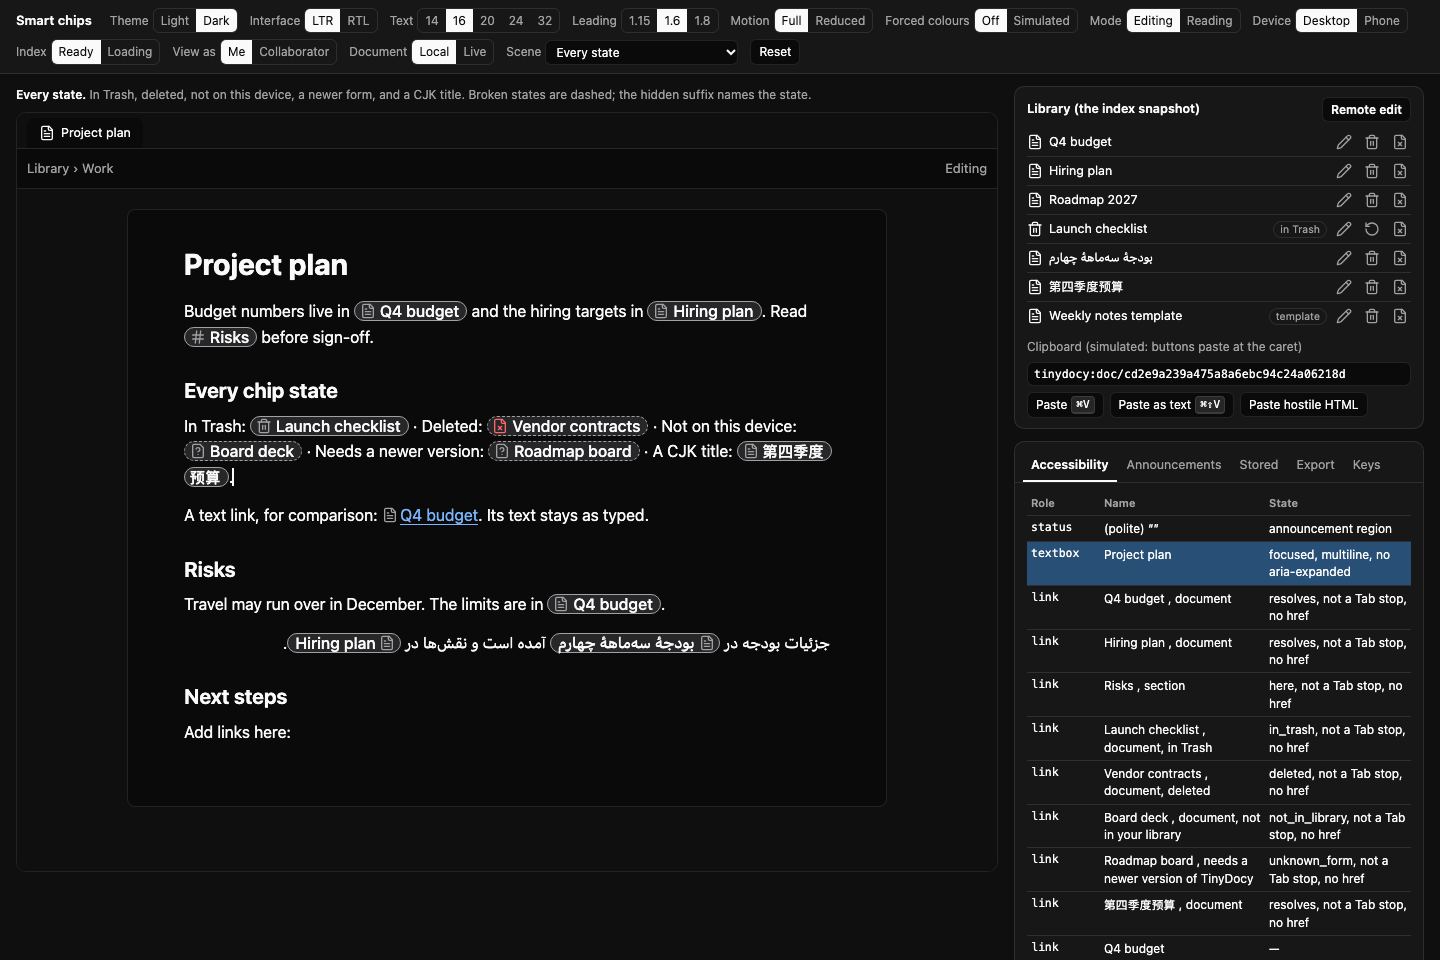 Smart chips Theme Light Dark Interface LTR RTL Text 14 16 20 24 32 Leading 1.15 1.6 1.8 Motion Full Reduced Forced colours Off Simulated Mode Editing Reading Device Desktop Phone
Index Ready Loading View as Me Collaborator Document Local Live Scene Every state Reset
Every state. In Trash, deleted, not on this device, a newer form, and a CJK title. Broken states are dashed; the hidden suffix names the state.
Project plan
Library › Work Editing
Project plan
Budget numbers live in Q4 budget and the hiring targets in Hiring plan. Read
# Risks before sign-off.
Every chip state
In Trash: Launch checklist · Deleted: Vendor contracts · Not on this device:
Board deck · Needs a newer version: Roadmap board · A CJK title: 第四季度
预算.
A text link, for comparison: Q4 budget. Its text stays as typed.
Risks
Travel may run over in December. The limits are in Q4 budget.
جزئیات بودجه در بودجهٔ سه‌ماههٔ چهارم آمده است و نقش‌ها در Hiring plan.
Next steps
Add links here:
Library (the index snapshot) Remote edit
Q4 budget
Hiring plan
Roadmap 2027
Launch checklist in Trash
بودجهٔ سه‌ماههٔ چهارم
第四季度预算
Weekly notes template template
Clipboard (simulated: buttons paste at the caret)
tinydocy:doc/cd2e9a239a475a8a6ebc94c24a06218d
Paste ⌘V Paste as text ⌘⇧V Paste hostile HTML
Accessibility Announcements Stored Export Keys
Role Name State
status (polite) "" announcement region
textbox Project plan focused, multiline, no
aria-expanded
link Q4 budget , document resolves, not a Tab stop,
no href
link Hiring plan , document resolves, not a Tab stop,
no href
link Risks , section here, not a Tab stop, no
href
link Launch checklist , in_trash, not a Tab stop,
document, in Trash no href
link Vendor contracts , deleted, not a Tab stop,
document, deleted no href
link Board deck , document, not not_in_library, not a Tab
in your library stop, no href
link Roadmap board , needs a unknown_form, not a
newer version of TinyDocy Tab stop, no href
link 第四季度预算 , document resolves, not a Tab stop,
no href
link Q4 budget —